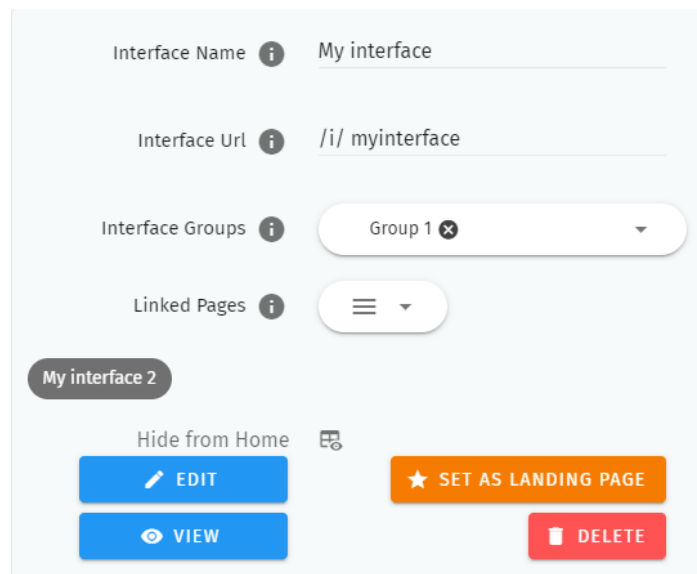 Interface Name
My interface
Interface Url
/i/ myinterface
Interface Groups
Group 1
Linked Pages
My interface 2
Hide from Home
EDIT
SET AS LANDING PAGE
VIEW
DELETE